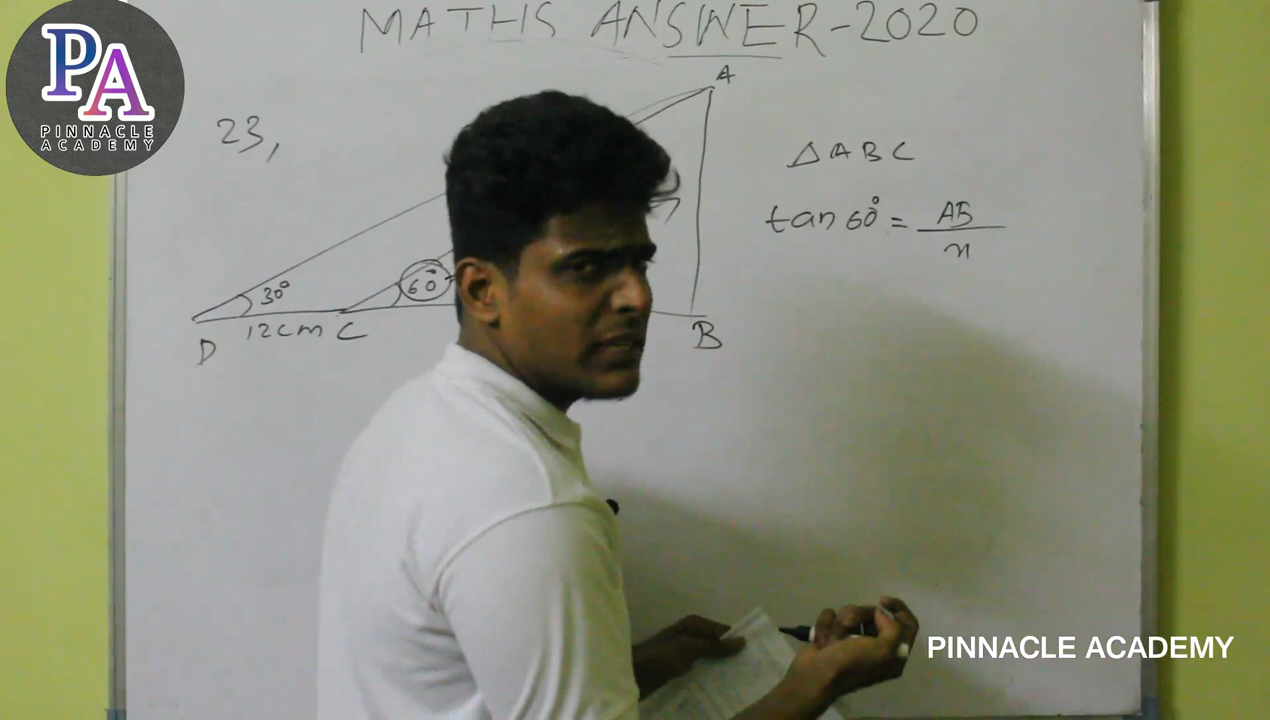 MATHS ANSWER-2020
PA
PINNACLE
ACADEMY
23,
A
△ABC
tan 60° = AB
x
30°
60°
12cm
C
D
B
PINNACLE ACADEMY